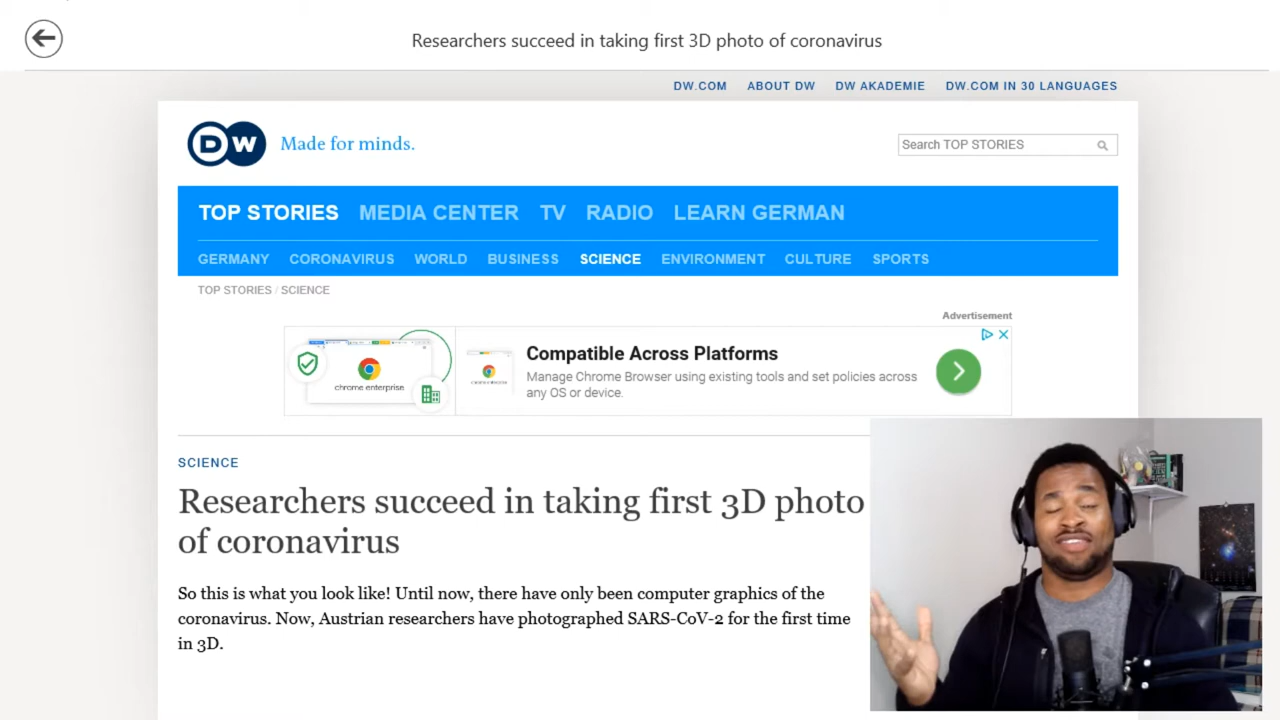 Researchers succeed in taking first 3D photo of coronavirus
DW.COM ABOUT DW DW AKADEMIE DW.COM IN 30 LANGUAGES
DW Made for minds.
Search TOP STORIES
TOP STORIES MEDIA CENTER TV RADIO LEARN GERMAN
GERMANY CORONAVIRUS WORLD BUSINESS SCIENCE ENVIRONMENT CULTURE SPORTS
TOP STORIES / SCIENCE
Advertisement
chrome enterprise
Compatible Across Platforms
Manage Chrome Browser using existing tools and set policies across
any OS or device.
SCIENCE
Researchers succeed in taking first 3D photo
of coronavirus
So this is what you look like! Until now, there have only been computer graphics of the
coronavirus. Now, Austrian researchers have photographed SARS-CoV-2 for the first time
in 3D.